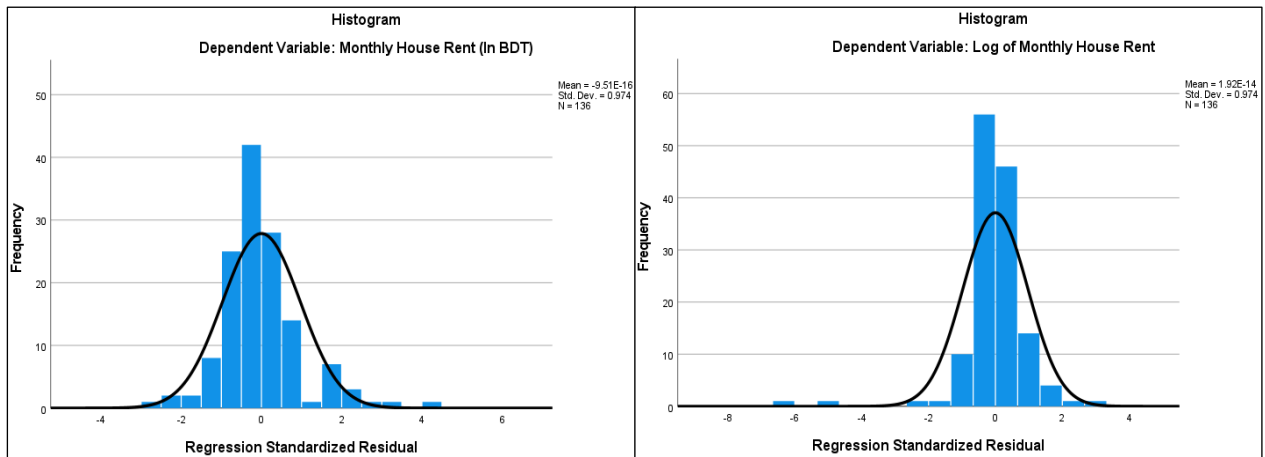 Histogram
Dependent Variable: Monthly House Rent (In BDT)
Mean = -9.51E-16
Std. Dev. = 0.974
N = 136
50
40
30
20
10
0
Frequency
-4
-2
0
2
4
6
Regression Standardized Residual
Histogram
Dependent Variable: Log of Monthly House Rent
Mean = 1.92E-14
Std. Dev. = 0.974
N = 136
60
50
40
30
20
10
0
Frequency
-8
-6
-4
-2
0
2
4
Regression Standardized Residual